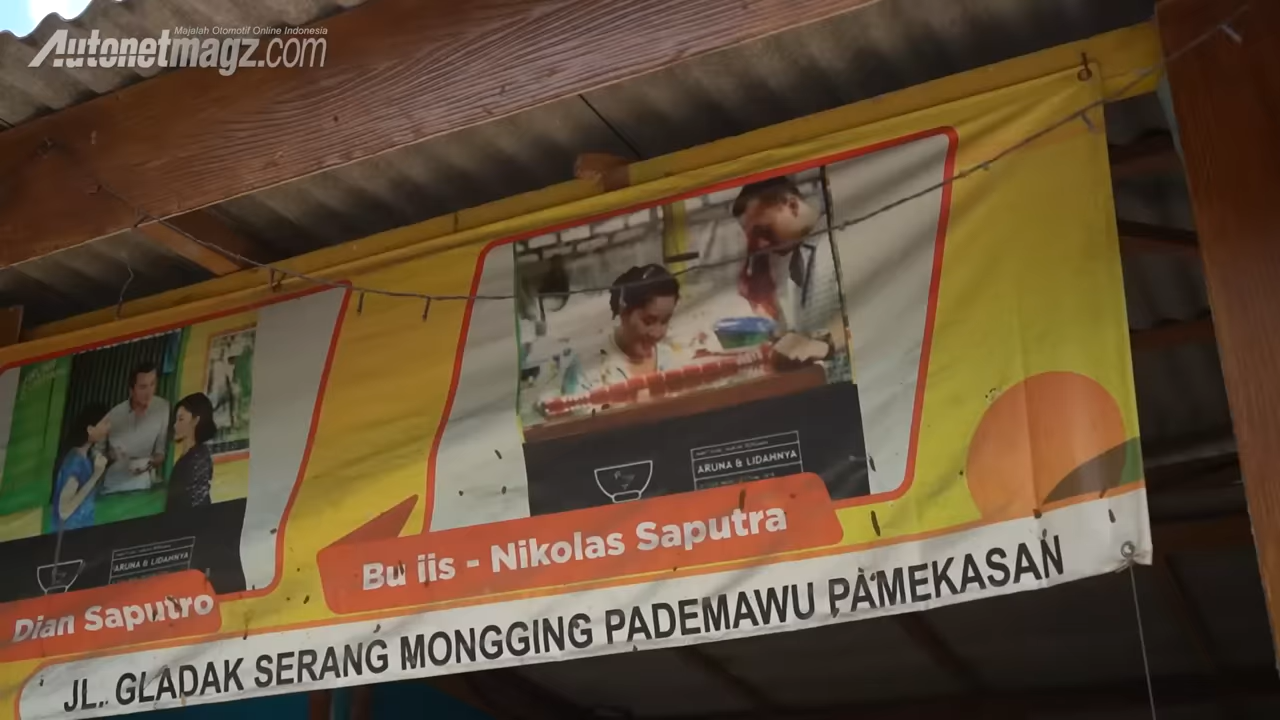 Majalah Otomotif Online Indonesia
Autonetmagz.com
ARUNA & LIDAHNYA
Bu iis - Nikolas Saputra
ARUNA & LIDAHNYA
Dian Saputro
JL. GLADAK SERANG MONGGING PADEMAWU PAMEKASAN